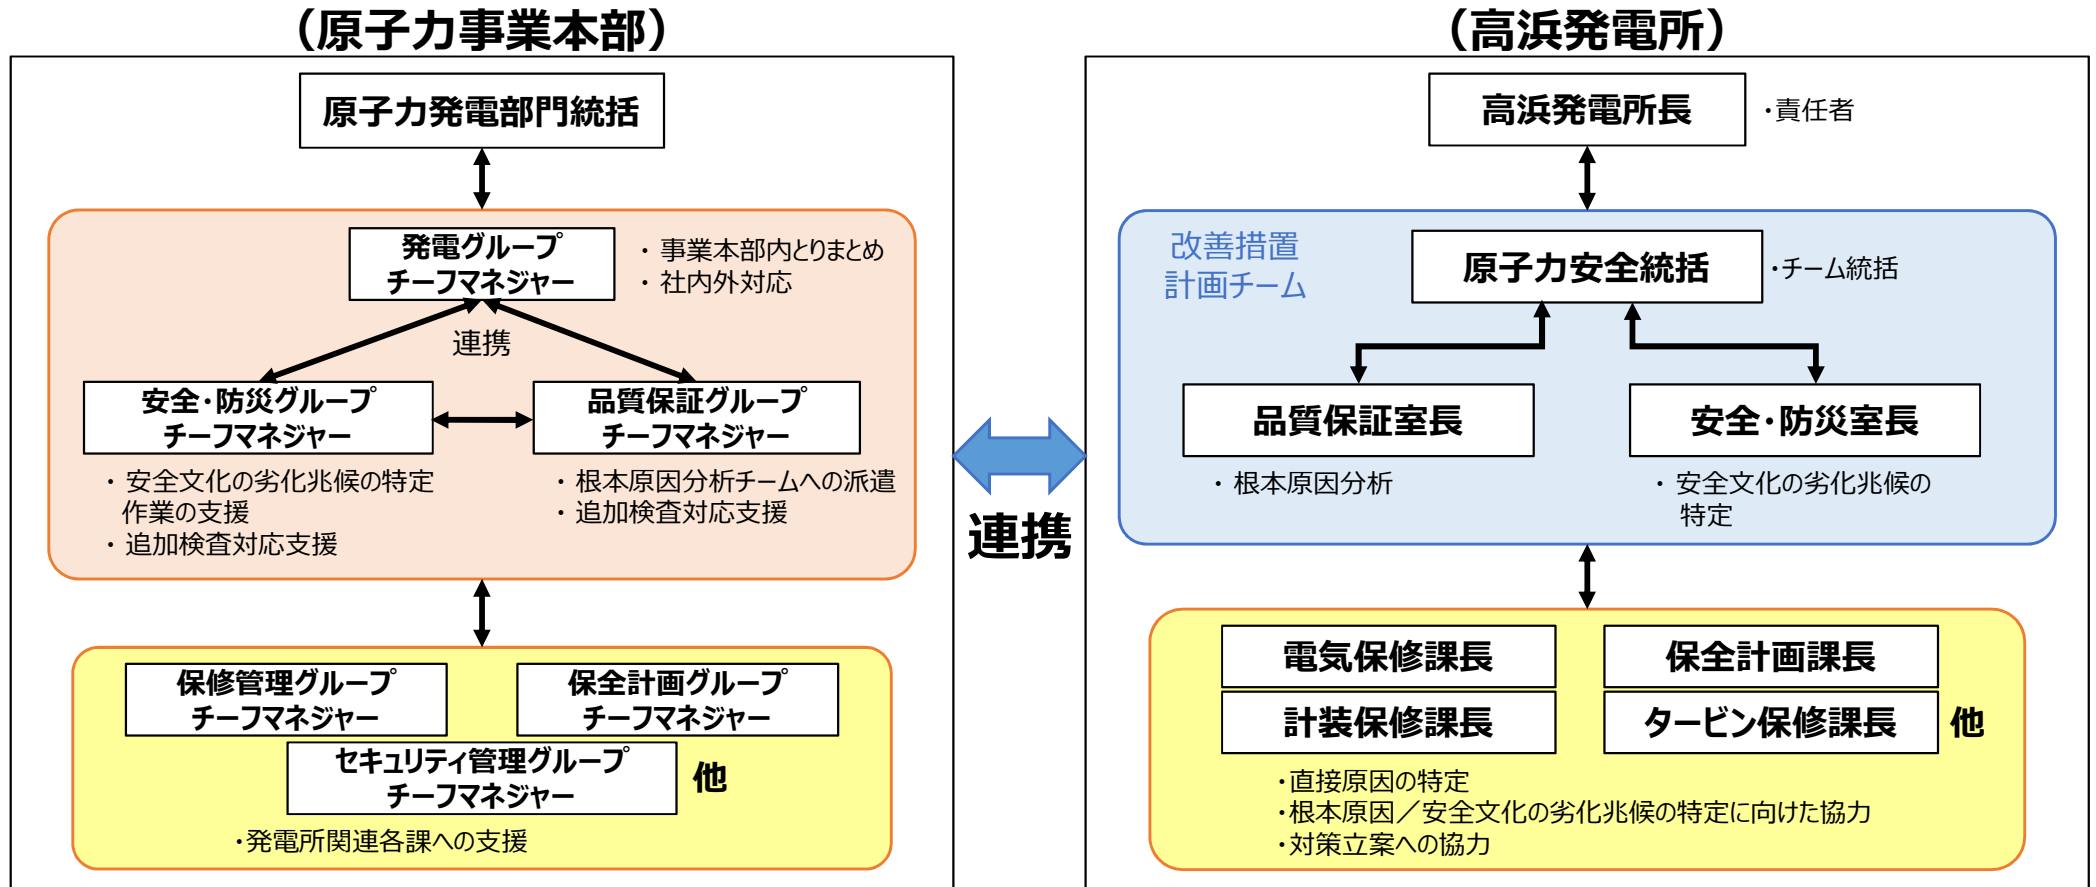 （原子力事業本部）
原子力発電部門統括
発電グループ
チーフマネジャー
・ 事業本部内とりまとめ
・ 社内外対応
連携
安全・防災グループ
チーフマネジャー
・ 安全文化の劣化兆候の特定
作業の支援
・ 追加検査対応支援
品質保証グループ
チーフマネジャー
・ 根本原因分析チームへの派遣
・ 追加検査対応支援
保修管理グループ
チーフマネジャー
保全計画グループ
チーフマネジャー
セキュリティ管理グループ
チーフマネジャー
他
・発電所関連各課への支援
連携
（高浜発電所）
高浜発電所長
・責任者
改善措置
計画チーム
原子力安全統括
・チーム統括
品質保証室長
・ 根本原因分析
安全・防災室長
・ 安全文化の劣化兆候の
特定
電気保修課長
保全計画課長
計装保修課長
タービン保修課長
他
・直接原因の特定
・根本原因／安全文化の劣化兆候の特定に向けた協力
・対策立案への協力